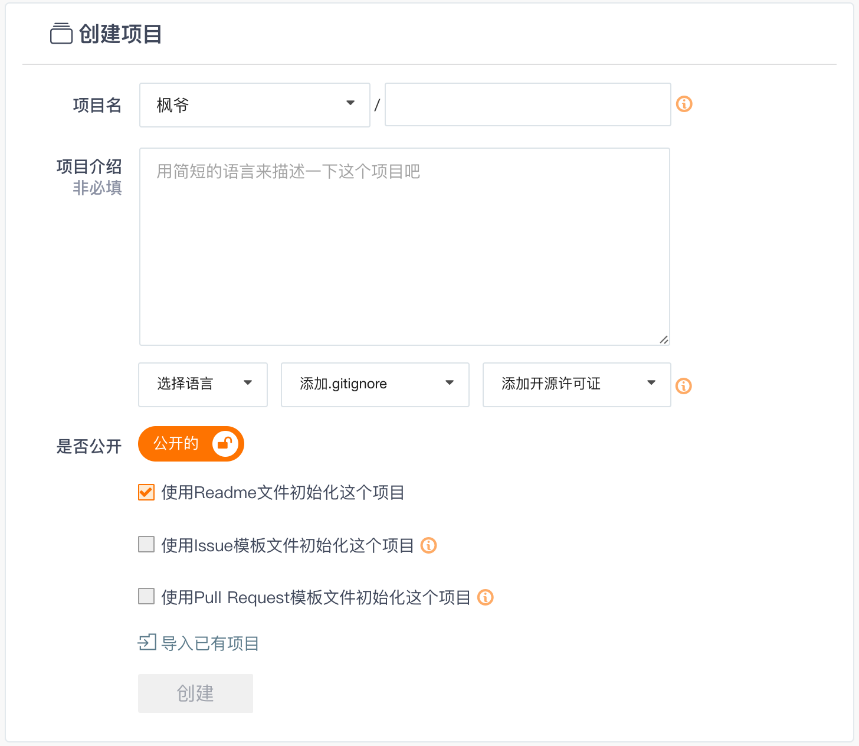 创建项目
项目名 枫爷 /
项目介绍 用简短的语言来描述一下这个项目吧
非必填
选择语言 添加.gitignore 添加开源许可证
是否公开 公开的
使用Readme文件初始化这个项目
使用Issue模板文件初始化这个项目
使用Pull Request模板文件初始化这个项目
导入已有项目
创建